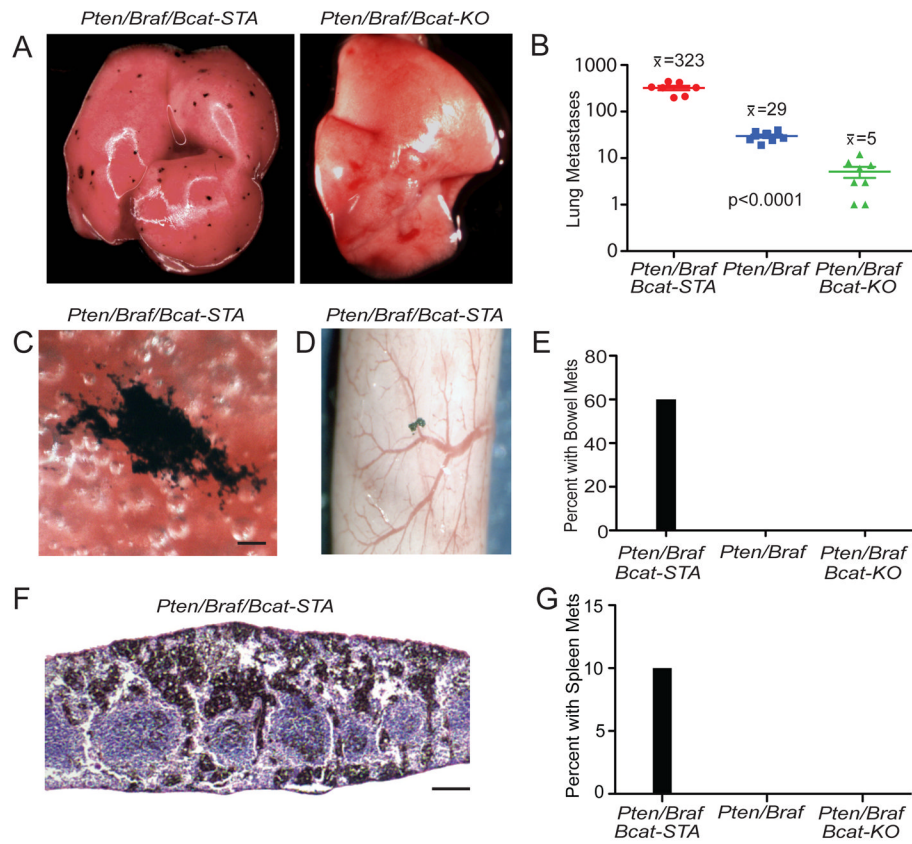 Pten/Braf/Bcat-STA
Pten/Braf/Bcat-KO
A
B
Lung Metastases
1000
100
10
1
0
x̅=323
x̅=29
x̅=5
p<0.0001
Pten/Braf
Bcat-STA
Pten/Braf
Pten/Braf
Bcat-KO
Pten/Braf/Bcat-STA
C
Pten/Braf/Bcat-STA
D
E
Percent with Bowel Mets
80
60
40
20
0
Pten/Braf
Bcat-STA
Pten/Braf
Pten/Braf
Bcat-KO
F
Pten/Braf/Bcat-STA
G
Percent with Spleen Mets
15
10
5
0
Pten/Braf
Bcat-STA
Pten/Braf
Pten/Braf
Bcat-KO